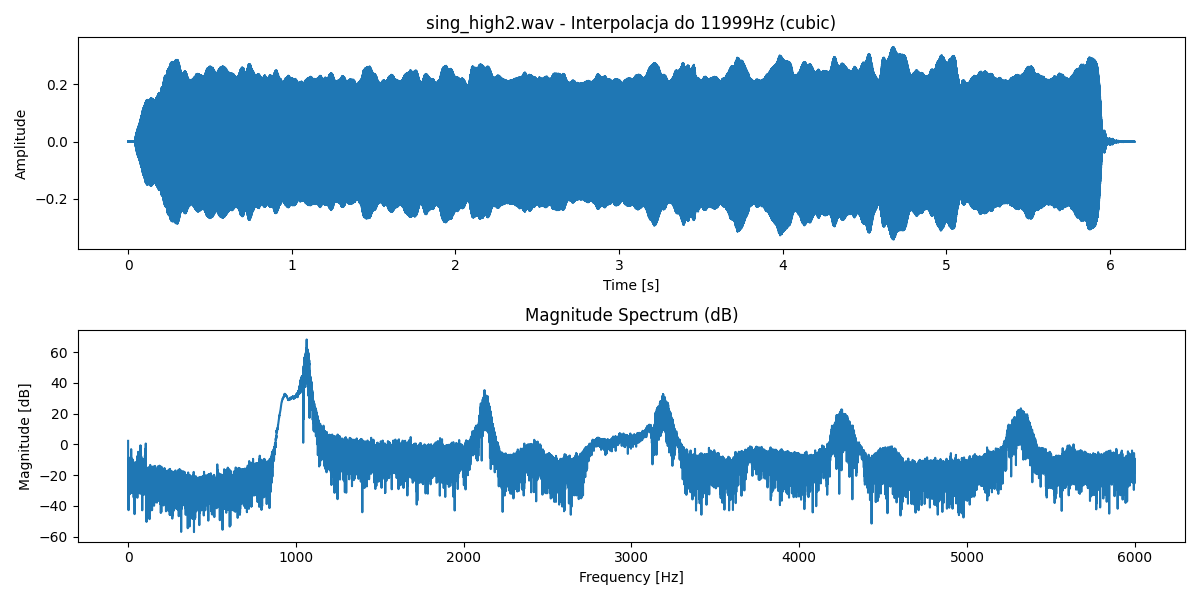 sing_high2.wav - Interpolacja do 11999Hz (cubic)
0.2
0.0
−0.2
Amplitude
0 1 2 3 4 5 6
Time [s]
Magnitude Spectrum (dB)
60
40
20
0
−20
−40
−60
Magnitude [dB]
0 1000 2000 3000 4000 5000 6000
Frequency [Hz]